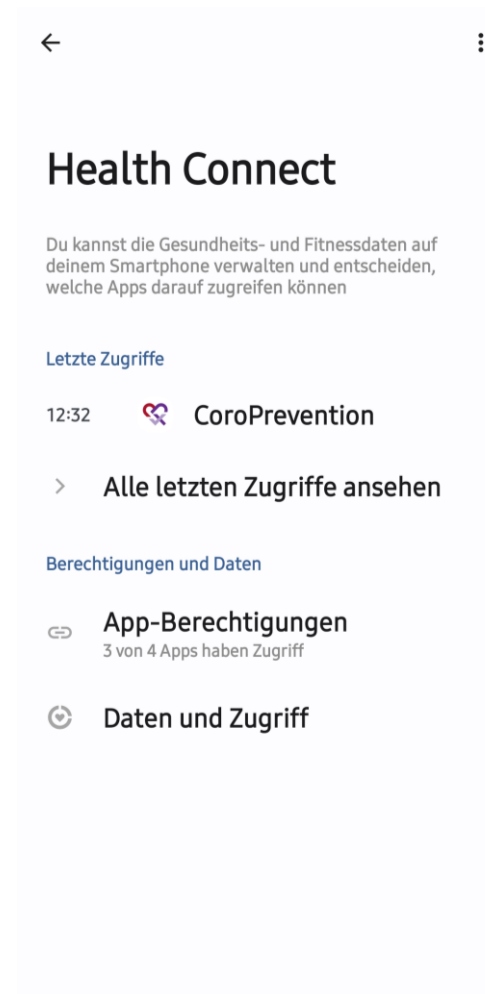 Health Connect
Du kannst die Gesundheits- und Fitnessdaten auf
deinem Smartphone verwalten und entscheiden,
welche Apps darauf zugreifen können
Letzte Zugriffe
12:32 CoroPrevention
Alle letzten Zugriffe ansehen
Berechtigungen und Daten
App-Berechtigungen
3 von 4 Apps haben Zugriff
Daten und Zugriff